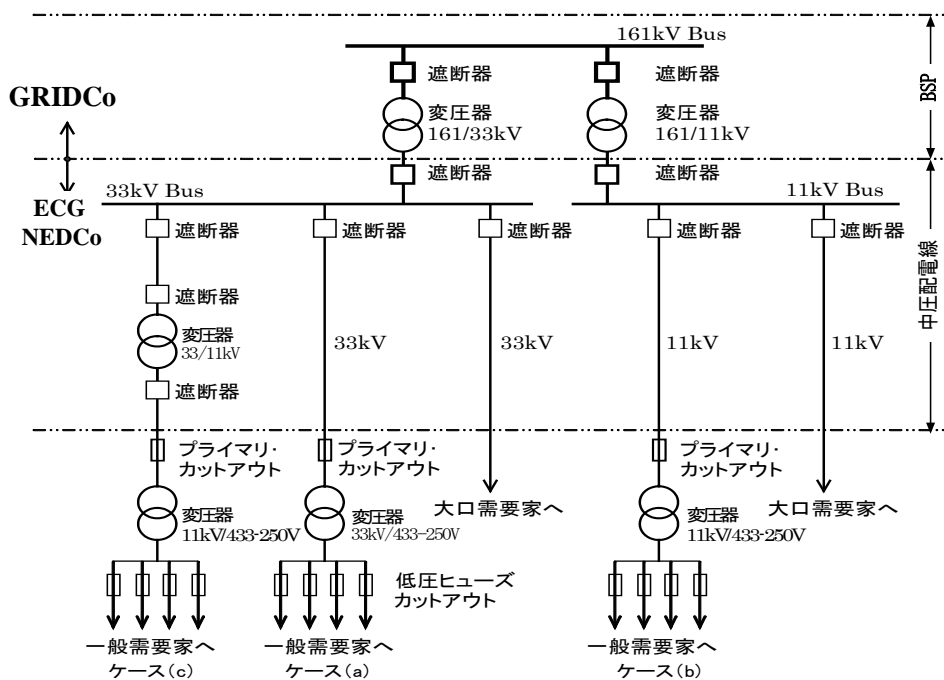 161kV Bus
遮断器
遮断器
BSP
GRIDCo
変圧器
161/33kV
変圧器
161/11kV
遮断器
遮断器
33kV Bus
11kV Bus
ECG
NEDCo
遮断器
遮断器
遮断器
遮断器
遮断器
中圧配電線
遮断器
変圧器
33/11kV
33kV
33kV
11kV
11kV
遮断器
プライマリ・
カットアウト
プライマリ・
カットアウト
プライマリ・
カットアウト
大口需要家へ
大口需要家へ
変圧器
11kV/433-250V
変圧器
33kV/433-250V
変圧器
11kV/433-250V
低圧ヒューズ
カットアウト
一般需要家へ
ケース(c)
一般需要家へ
ケース(a)
一般需要家へ
ケース(b)